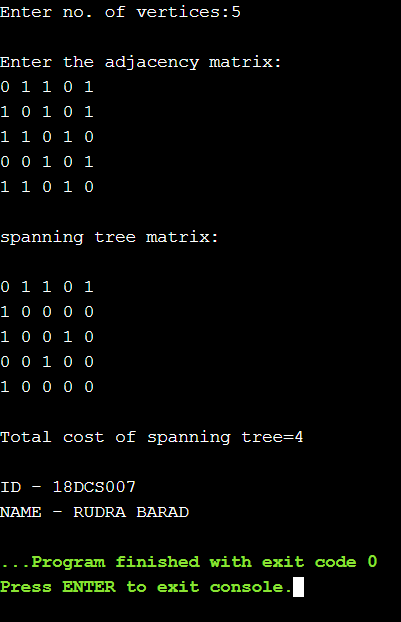 Enter no. of vertices:5
Enter the adjacency matrix:
0 1 1 0 1
1 0 1 0 1
1 1 0 1 0
0 0 1 0 1
1 1 0 1 0
spanning tree matrix:
0 1 1 0 1
1 0 0 0 0
1 0 0 1 0
0 0 1 0 0
1 0 0 0 0
Total cost of spanning tree=4
ID - 18DCS007
NAME - RUDRA BARAD
...Program finished with exit code 0
Press ENTER to exit console.